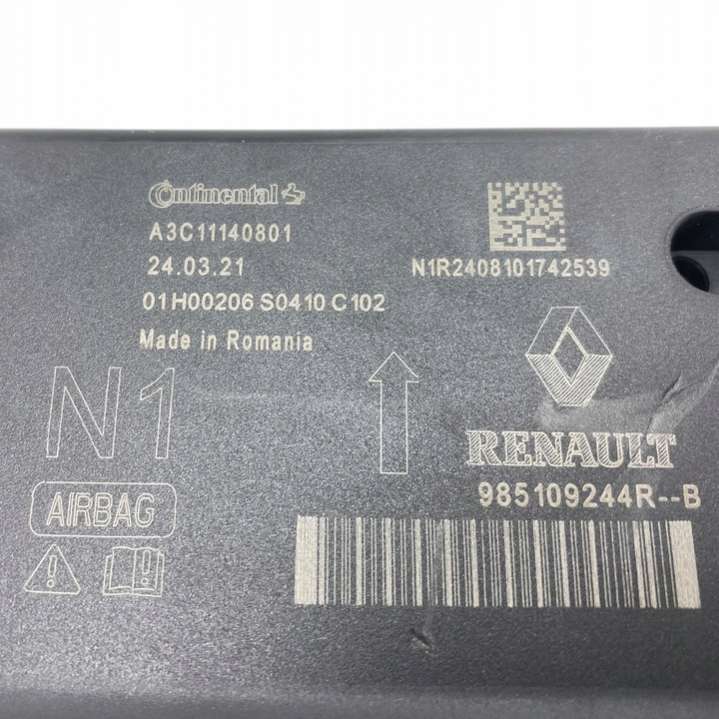 Continental
A3C11140801
24.03.21
01H00206 S0410 C102
Made in Romania
N1R2408101742539
N1
AIRBAG
RENAULT
985109244R--B